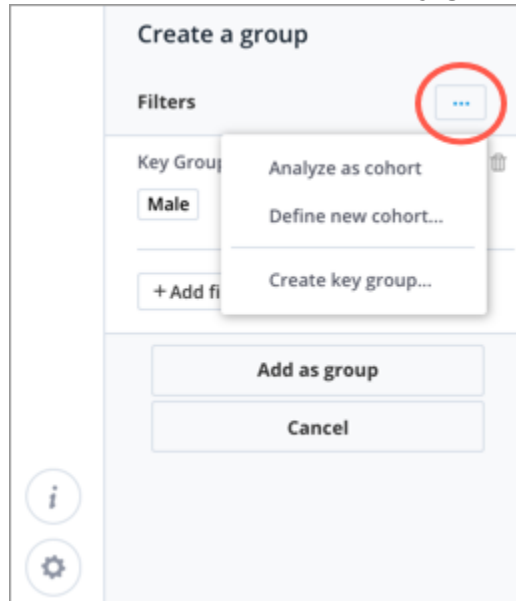 Create a group
Filters
...
Key Group
Analyze as cohort
Male
Define new cohort...
Create key group...
+ Add fi
Add as group
Cancel
i